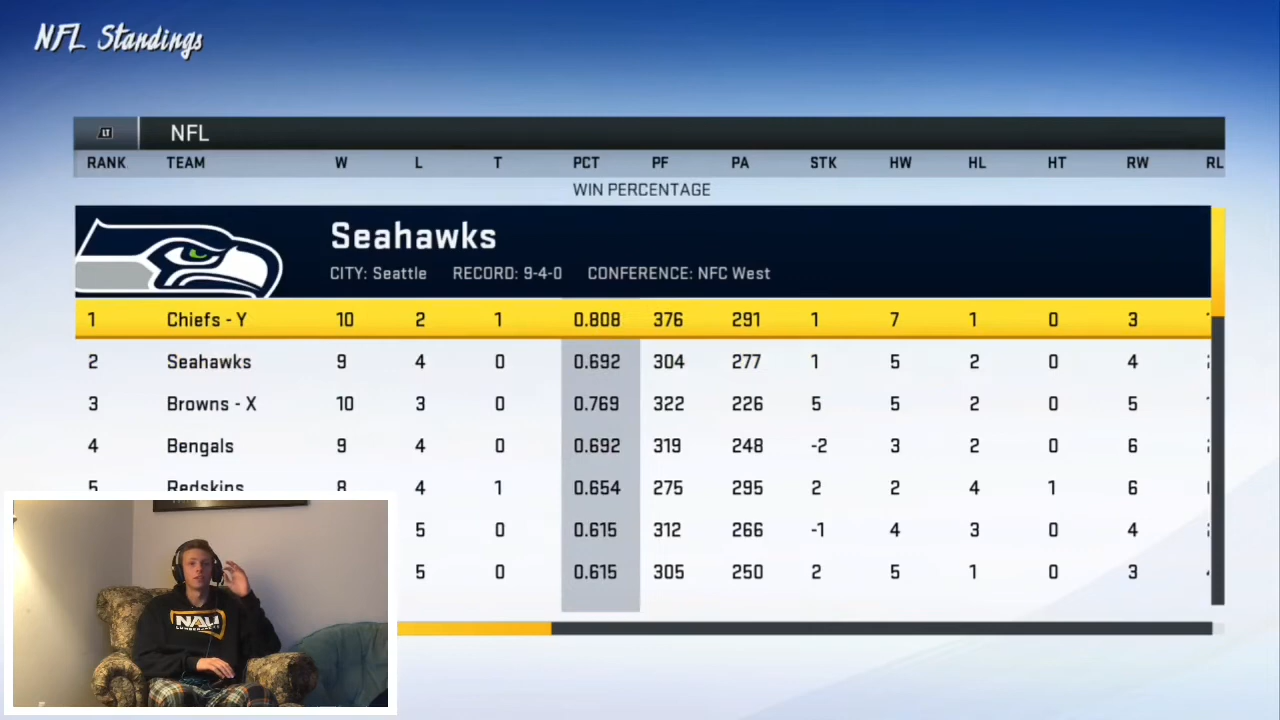 NFL Standings
LT NFL
RANK TEAM W L T PCT PF PA STK HW HL HT RW RL
WIN PERCENTAGE
Seahawks
CITY: Seattle RECORD: 9-4-0 CONFERENCE: NFC West
1 Chiefs - Y 10 2 1 0.808 376 291 1 7 1 0 3
2 Seahawks 9 4 0 0.692 304 277 1 5 2 0 4
3 Browns - X 10 3 0 0.769 322 226 5 5 2 0 5
4 Bengals 9 4 0 0.692 319 248 -2 3 2 0 6
5 Redskins 8 4 1 0.654 275 295 2 2 4 1 6
5 0 0.615 312 266 -1 4 3 0 4
5 0 0.615 305 250 2 5 1 0 3
NAU
LUMBERJACKS